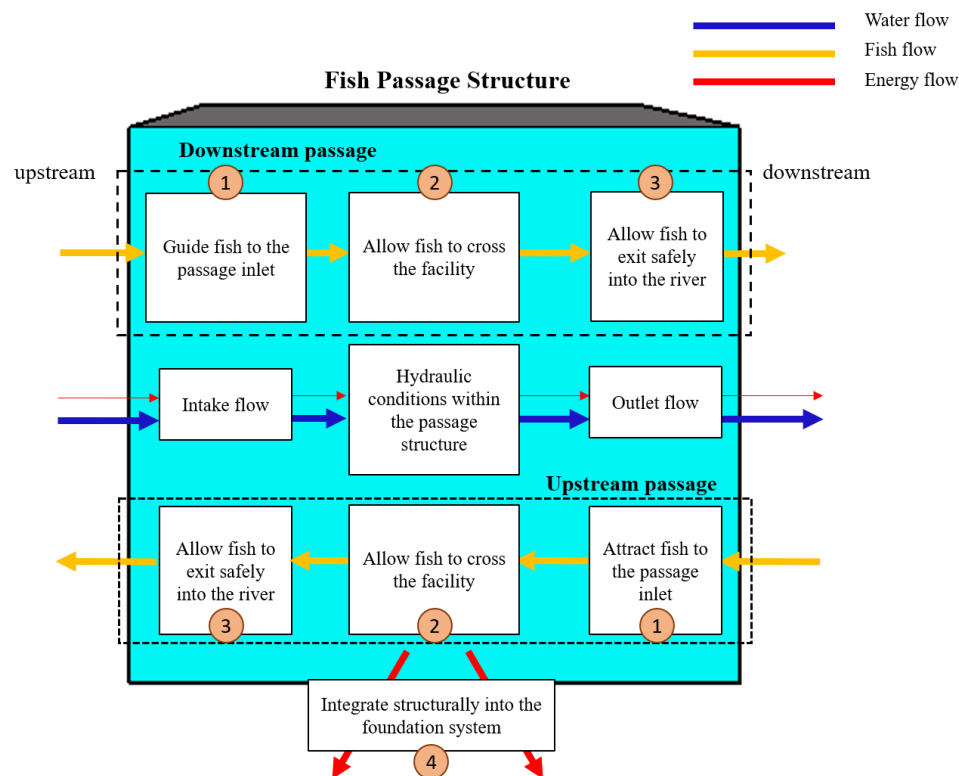 Water flow
Fish flow
Energy flow
Fish Passage Structure
Downstream passage
upstream
downstream
1
2
3
Guide fish to the
passage inlet
Allow fish to cross
the facility
Allow fish to
exit safely
into the river
Intake flow
Hydraulic
conditions within
the passage
structure
Outlet flow
Upstream passage
Allow fish to
exit safely
into the river
3
Allow fish to cross
the facility
2
Attract fish to
the passage
inlet
1
Integrate structurally into the
foundation system
4